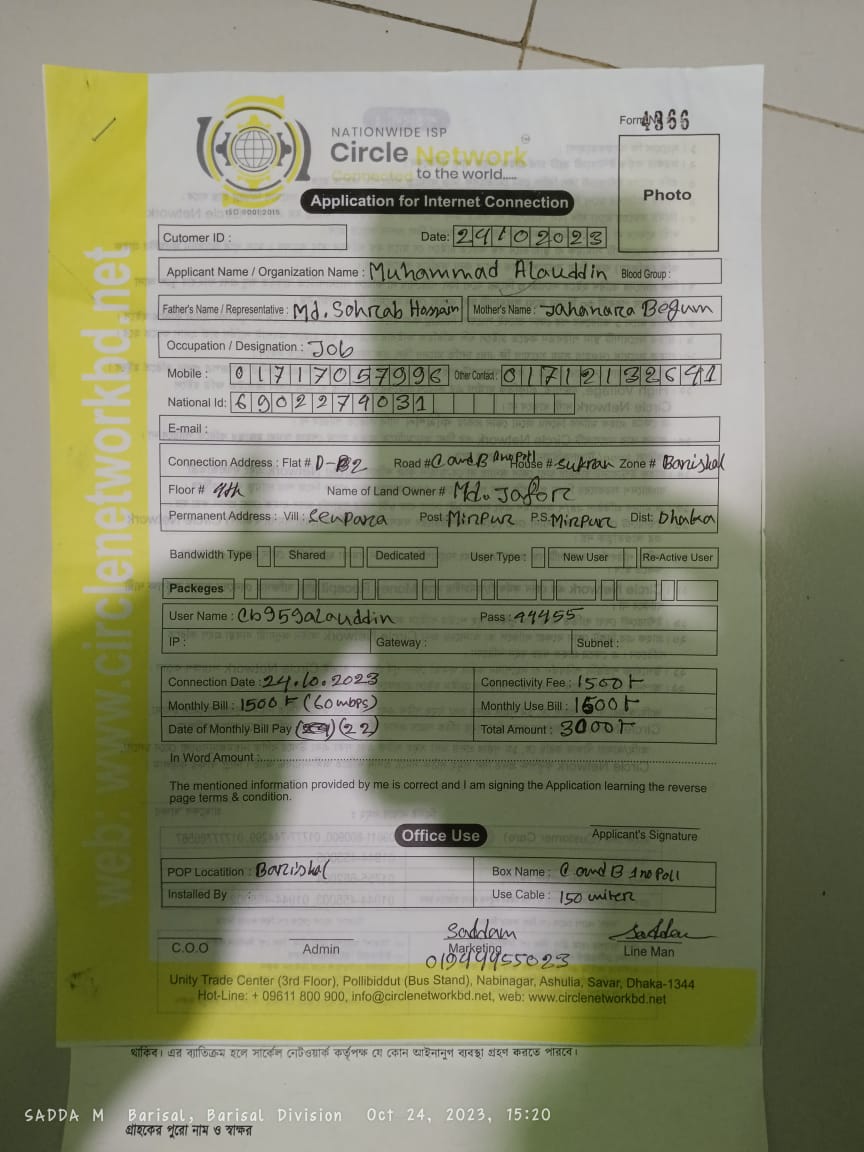 Form No 4366
NATIONWIDE ISP
Circle Network
Connected to the world.....
ISO 9001:2015
Application for Internet Connection
Photo
Cutomer ID :
Date: 24102023
Applicant Name / Organization Name : Muhammad Alauddin Blood Group :
Father's Name / Representative : Md. Sohrab Hossain Mother's Name : Jahanara Begum
Occupation / Designation : Job
Mobile : 01717057996 Other Contact : 01712132641
National Id: 6902279031
E-mail :
Connection Address : Flat # D-B2 Road # C and B 1no Poll House # Sukran Zone # Barishal
Floor # 4th Name of Land Owner # Md. Jafor
Permanent Address : Vill : Senpara Post : Mirpur P.S. Mirpur Dist: Dhaka
Bandwidth Type Shared Dedicated User Type : New User Re-Active User
Packeges
User Name : Cb959alauddin Pass : 44455
IP : Gateway : Subnet :
Connection Date : 24.10.2023 Connectivity Fee : 1500 F
Monthly Bill : 1500 F (60mbps) Monthly Use Bill : 1500 F
Date of Monthly Bill Pay (22) Total Amount : 3000 F
In Word Amount :
The mentioned information provided by me is correct and I am signing the Application learning the reverse
page terms & condition.
Applicant's Signature
Office Use
POP Locatition : Barishal Box Name : C and B 1no Poll
Installed By : Use Cable : 150 miter
Saddam Saddam
C.O.O Admin Marketing Line Man
01944955023
Unity Trade Center (3rd Floor), Pollibiddut (Bus Stand), Nabinagar, Ashulia, Savar, Dhaka-1344
Hot-Line: + 09611 800 900, info@circlenetworkbd.net, web: www.circlenetworkbd.net
web: www.circlenetworkbd.net
থাকিব। এর ব্যতিক্রম হলে সার্কেল নেটওয়ার্ক কর্তৃপক্ষ যে কোন আইনানুগ ব্যবস্থা গ্রহণ করতে পারবে।
SADDA M Barisal, Barisal Division Oct 24, 2023, 15:20
গ্রাহকের পুরো নাম ও স্বাক্ষর